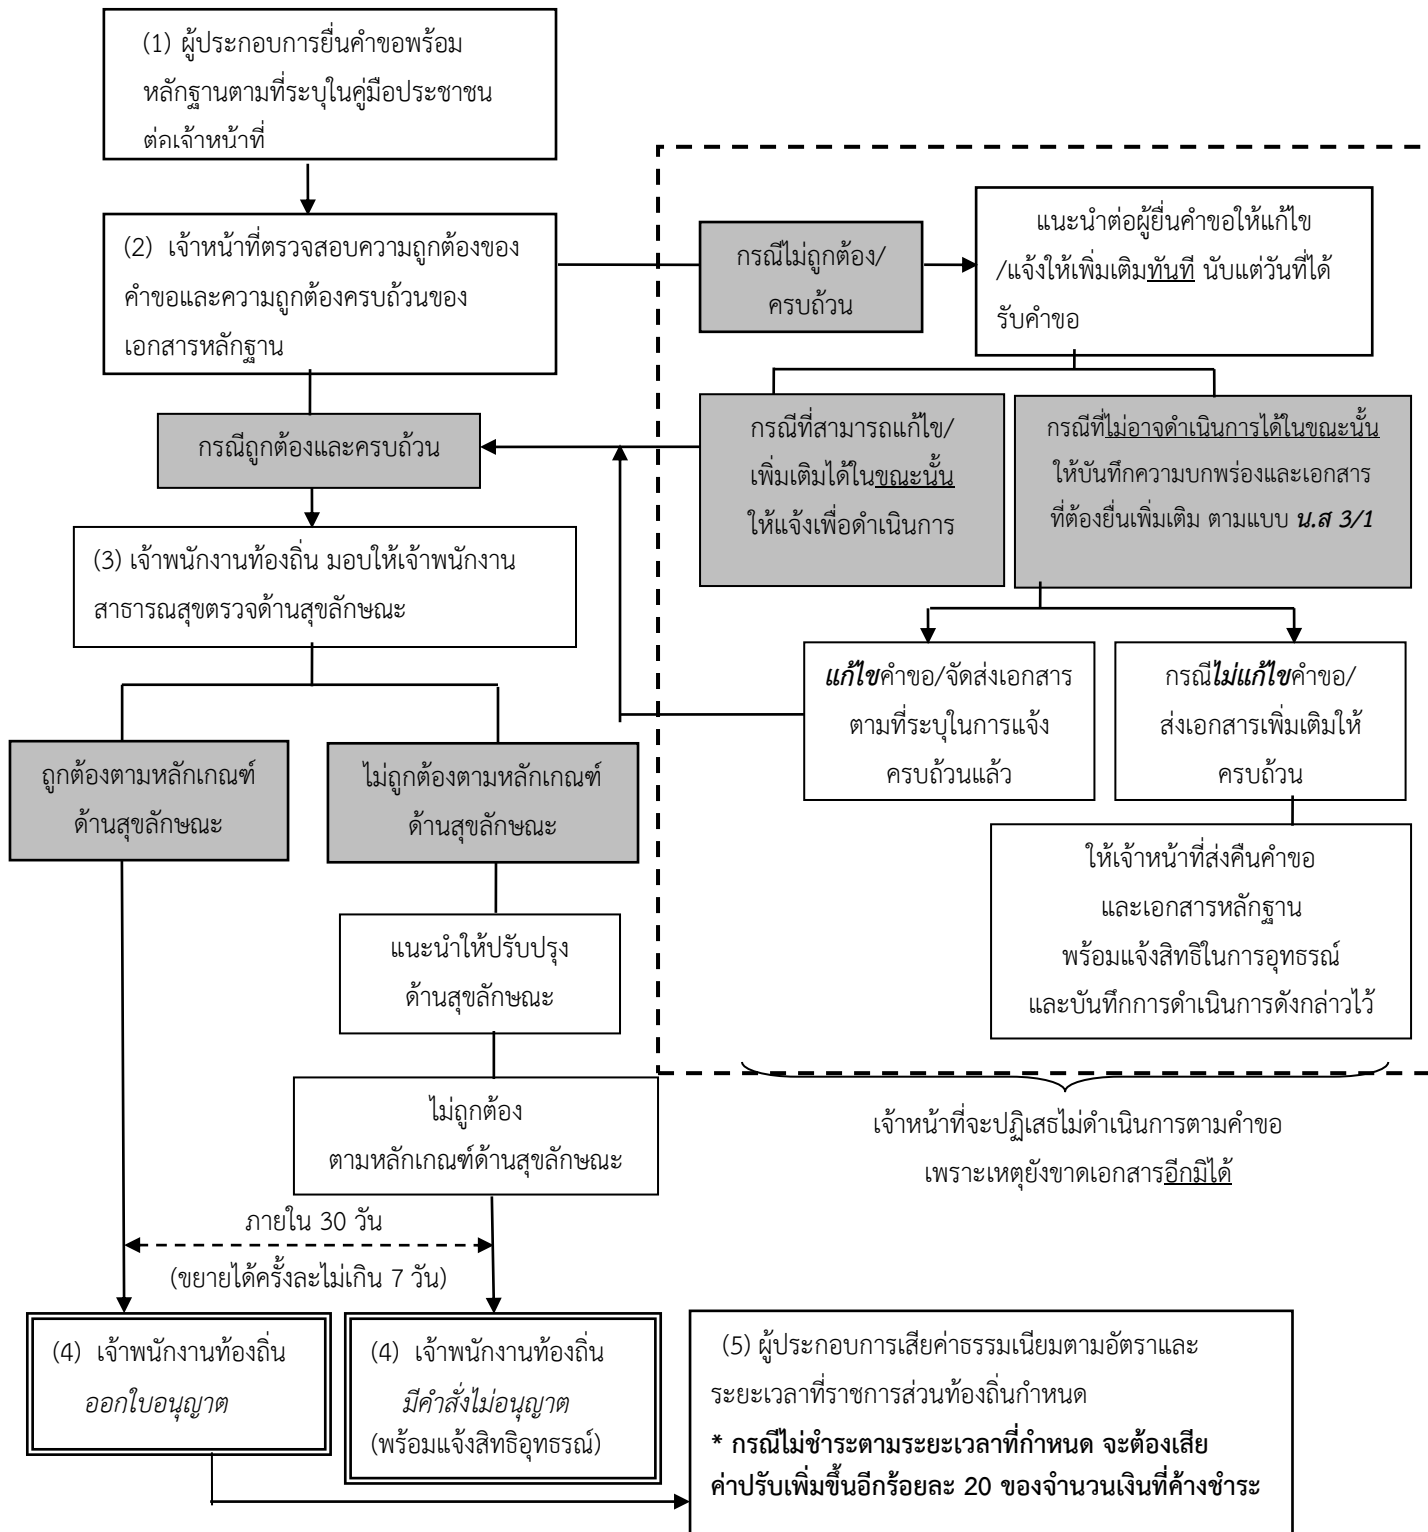 (1) ผู้ประกอบการยื่นคำขอพร้อม
หลักฐานตามที่ระบุในคู่มือประชาชน
ต่อเจ้าหน้าที่
(2) เจ้าหน้าที่ตรวจสอบความถูกต้องของ
คำขอและความถูกต้องครบถ้วนของ
เอกสารหลักฐาน
กรณีไม่ถูกต้อง/
ครบถ้วน
แนะนำต่อผู้ยื่นคำขอให้แก้ไข
/แจ้งให้เพิ่มเติมทันที นับแต่วันที่ได้
รับคำขอ
กรณีถูกต้องและครบถ้วน
กรณีที่สามารถแก้ไข/
เพิ่มเติมได้ในขณะนั้น
ให้แจ้งเพื่อดำเนินการ
กรณีที่ไม่อาจดำเนินการได้ในขณะนั้น
ให้บันทึกความบกพร่องและเอกสาร
ที่ต้องยื่นเพิ่มเติม ตามแบบ น.ส 3/1
(3) เจ้าพนักงานท้องถิ่น มอบให้เจ้าพนักงาน
สาธารณสุขตรวจด้านสุขลักษณะ
แก้ไขคำขอ/จัดส่งเอกสาร
ตามที่ระบุในการแจ้ง
ครบถ้วนแล้ว
กรณีไม่แก้ไขคำขอ/
ส่งเอกสารเพิ่มเติมให้
ครบถ้วน
ถูกต้องตามหลักเกณฑ์
ด้านสุขลักษณะ
ไม่ถูกต้องตามหลักเกณฑ์
ด้านสุขลักษณะ
ให้เจ้าหน้าที่ส่งคืนคำขอ
และเอกสารหลักฐาน
พร้อมแจ้งสิทธิในการอุทธรณ์
และบันทึกการดำเนินการดังกล่าวไว้
แนะนำให้ปรับปรุง
ด้านสุขลักษณะ
ไม่ถูกต้อง
ตามหลักเกณฑ์ด้านสุขลักษณะ
เจ้าหน้าที่จะปฏิเสธไม่ดำเนินการตามคำขอ
เพราะเหตุยังขาดเอกสารอีกมิได้
ภายใน 30 วัน
(ขยายได้ครั้งละไม่เกิน 7 วัน)
(4) เจ้าพนักงานท้องถิ่น
ออกใบอนุญาต
(4) เจ้าพนักงานท้องถิ่น
มีคำสั่งไม่อนุญาต
(พร้อมแจ้งสิทธิอุทธรณ์)
(5) ผู้ประกอบการเสียค่าธรรมเนียมตามอัตราและ
ระยะเวลาที่ราชการส่วนท้องถิ่นกำหนด
* กรณีไม่ชำระตามระยะเวลาที่กำหนด จะต้องเสีย
ค่าปรับเพิ่มขึ้นอีกร้อยละ 20 ของจำนวนเงินที่ค้างชำระ